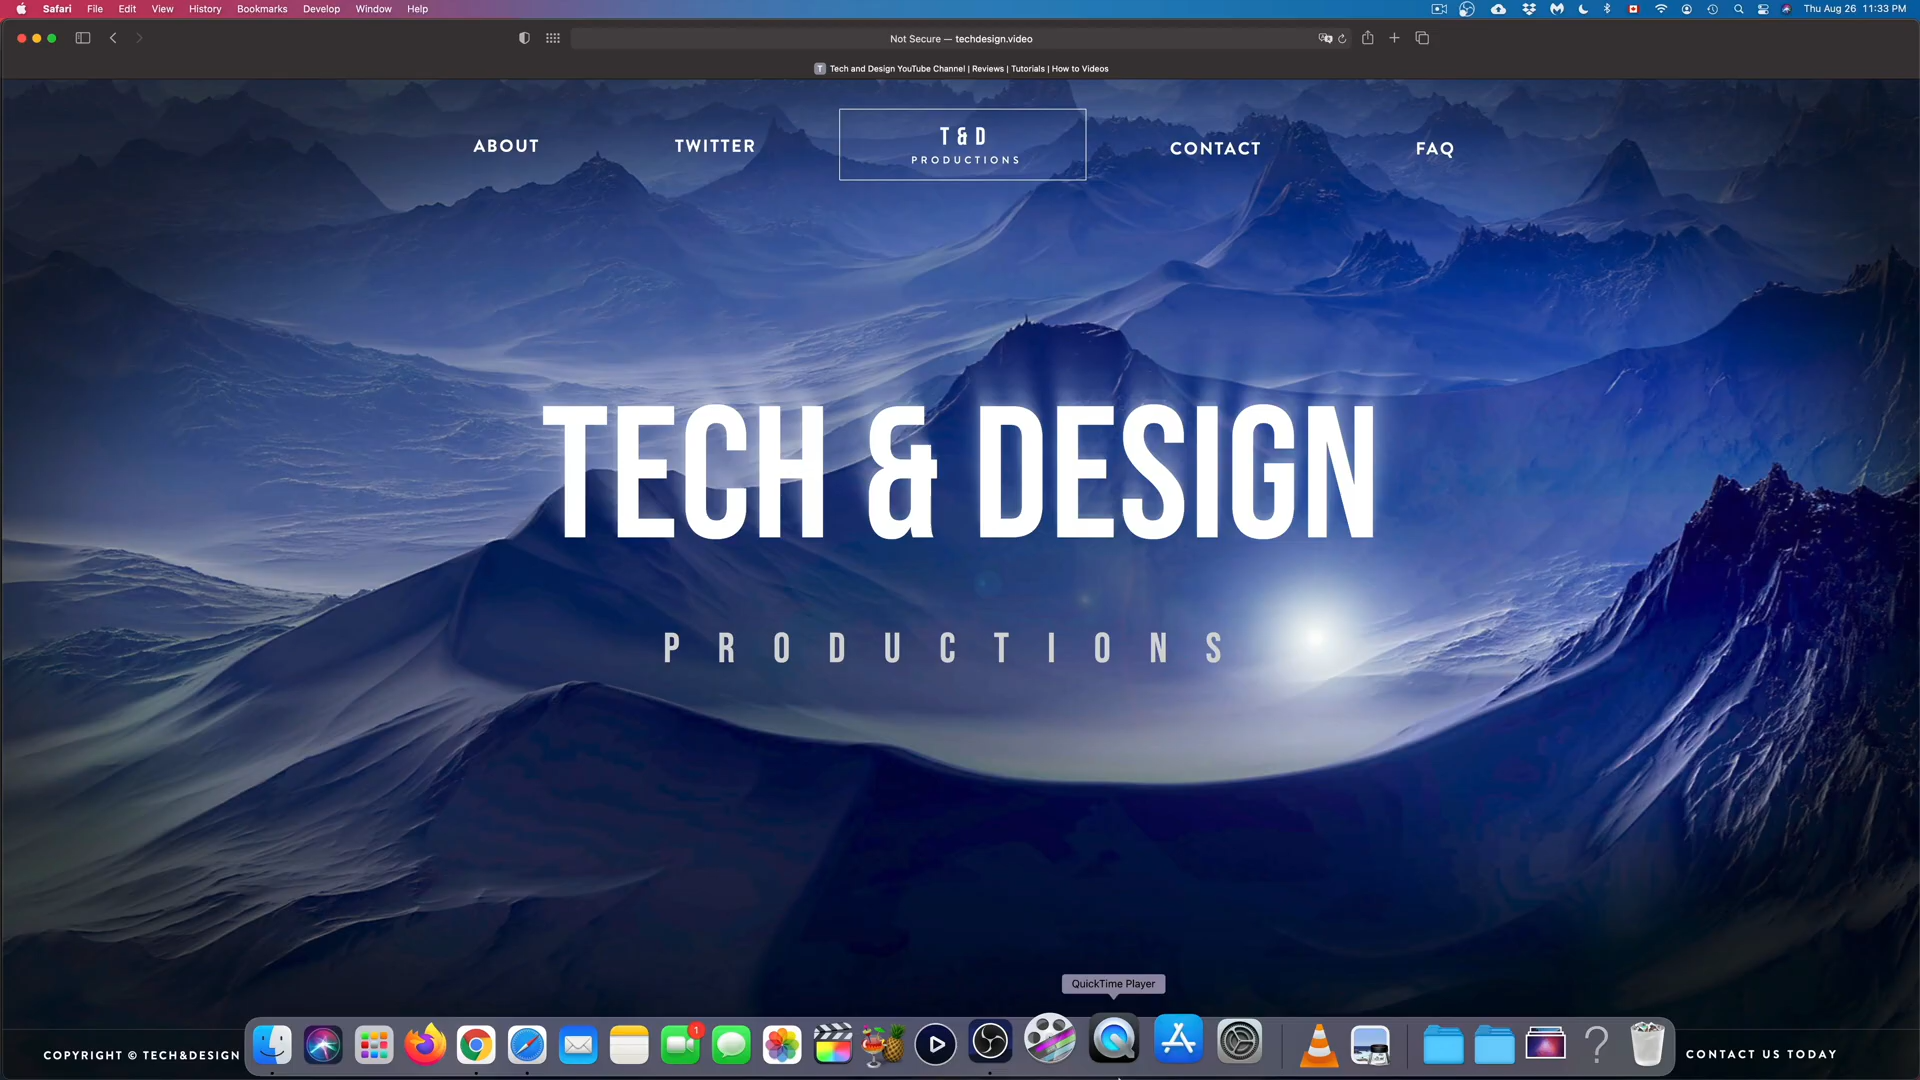 Safari File Edit View History Bookmarks Develop Window Help Thu Aug 26 11:33 PM
Not Secure — techdesign.video
T Tech and Design YouTube Channel | Reviews | Tutorials | How to Videos
ABOUT TWITTER T & D PRODUCTIONS CONTACT FAQ
TECH & DESIGN
PRODUCTIONS
QuickTime Player
1
COPYRIGHT © TECH&DESIGN CONTACT US TODAY